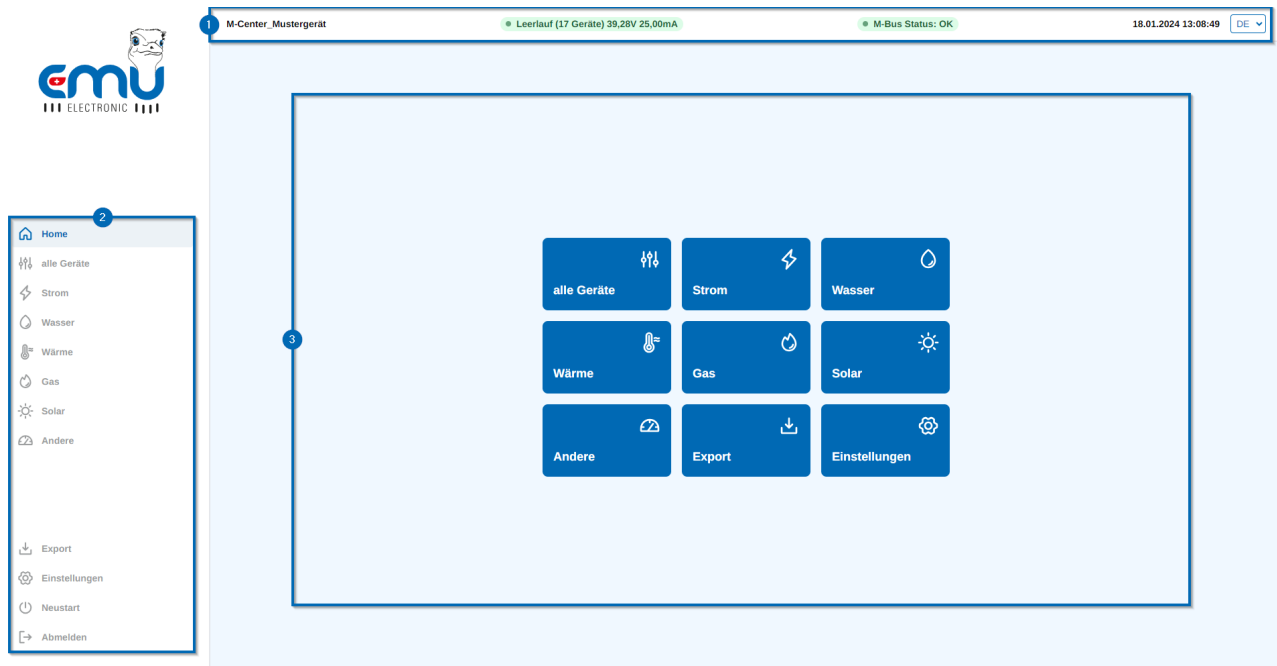 1
M-Center_Mustergerät
Leerlauf (17 Geräte) 39,28V 25,00mA
M-Bus Status: OK
18.01.2024 13:08:49
DE
emu
ELECTRONIC
2
Home
alle Geräte
Strom
Wasser
Wärme
Gas
Solar
Andere
Export
Einstellungen
Neustart
Abmelden
3
alle Geräte
Strom
Wasser
Wärme
Gas
Solar
Andere
Export
Einstellungen